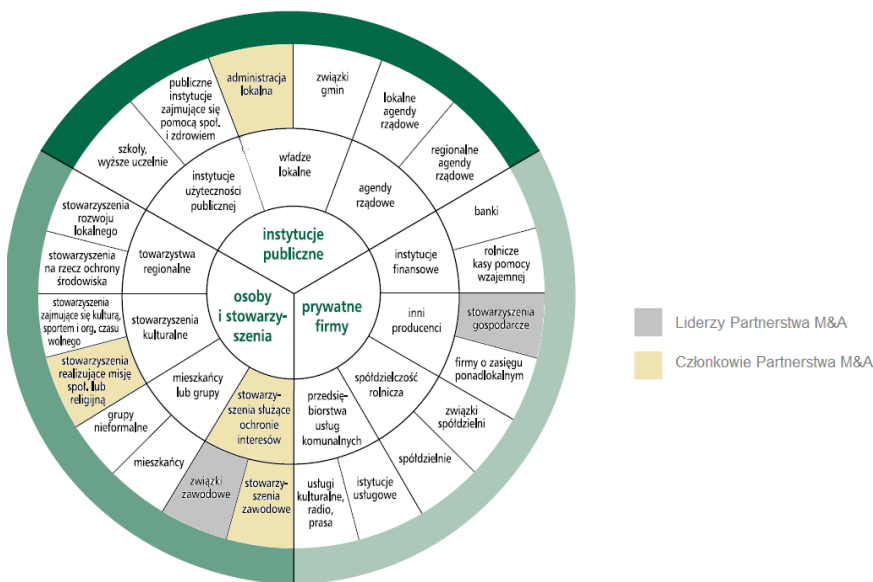 instytucje
publiczne
prywatne
firmy
osoby
i stowarzy-
szenia
instytucje
użyteczności
publicznej
władze
lokalne
agendy
rządowe
instytucje
finansowe
inni
producenci
spółdzielczość
rolnicza
przedsię-
biorstwa
usług
komunalnych
stowarzy-
szenia służące
ochronie
interesów
mieszkańcy
lub grupy
stowarzyszenia
kulturalne
towarzystwa
regionalne
szkoły,
wyższe uczelnie
publiczne
instytucje
zajmujące się
pomocą społ.
i zdrowiem
administracja
lokalna
związki
gmin
lokalne
agendy
rządowe
regionalne
agendy
rządowe
banki
rolnicze
kasy pomocy
wzajemnej
stowarzyszenia
gospodarcze
firmy o zasięgu
ponadlokalnym
związki
spółdzielni
spółdzielnie
istytucje
usługowe
usługi
kulturalne,
radio,
prasa
stowarzy-
szenia
zawodowe
związki
zawodowe
mieszkańcy
grupy
nieformalne
stowarzyszenia
realizujące misję
społ. lub
religijną
stowarzyszenia
zajmujące się kulturą,
sportem i org. czasu
wolnego
stowarzyszenia
na rzecz ochrony
środowiska
stowarzyszenia
rozwoju
lokalnego
Liderzy Partnerstwa M&A
Członkowie Partnerstwa M&A